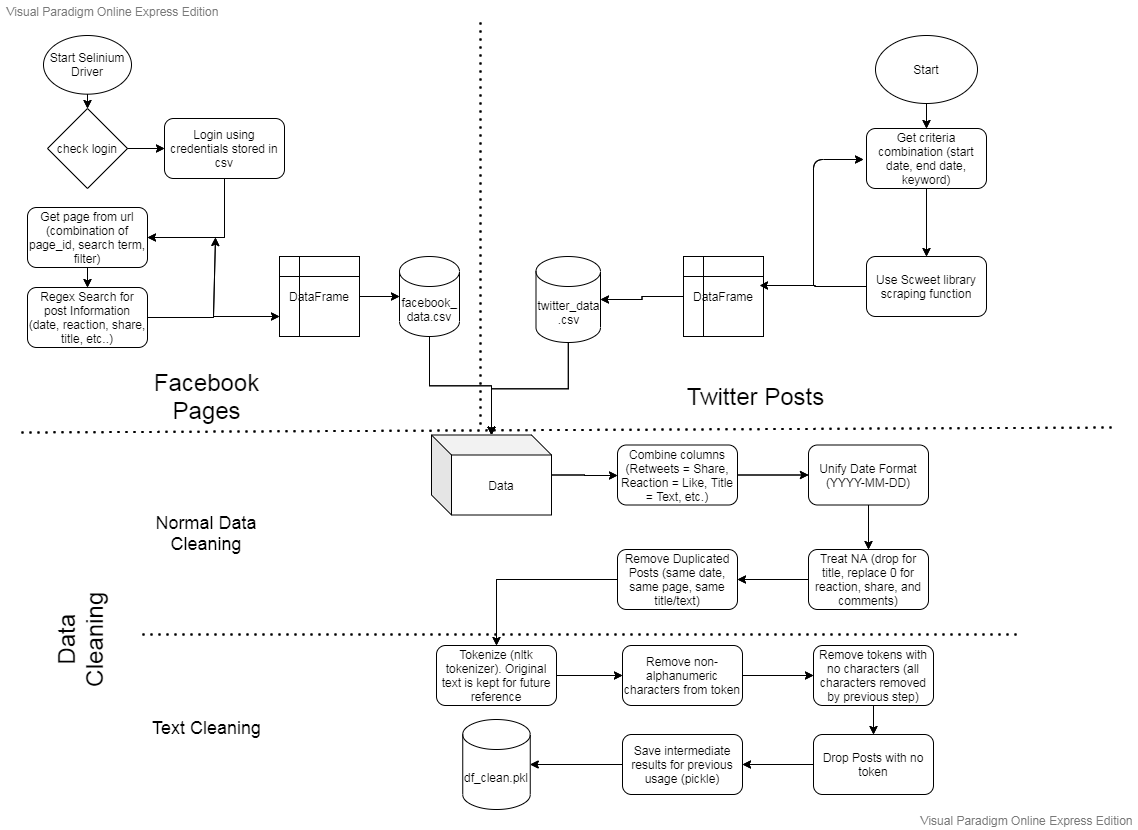 Visual Paradigm Online Express Edition
Start Selinium
Driver
check login
Login using
credentials stored in
csv
Get page from url
(combination of
page_id, search term,
filter)
Regex Search for
post Information
(date, reaction, share,
title, etc..)
DataFrame
facebook_
data.csv
Facebook
Pages
Start
Get criteria
combination (start
date, end date,
keyword)
Use Scweet library
scraping function
DataFrame
twitter_data
.csv
Twitter Posts
Data
Cleaning
Normal Data
Cleaning
Data
Combine columns
(Retweets = Share,
Reaction = Like, Title
= Text, etc.)
Unify Date Format
(YYYY-MM-DD)
Treat NA (drop for
title, replace 0 for
reaction, share, and
comments)
Remove Duplicated
Posts (same date,
same page, same
title/text)
Text Cleaning
Tokenize (nltk
tokenizer). Original
text is kept for future
reference
Remove non-
alphanumeric
characters from token
Remove tokens with
no characters (all
characters removed
by previous step)
Drop Posts with no
token
Save intermediate
results for previous
usage (pickle)
df_clean.pkl
Visual Paradigm Online Express Edition